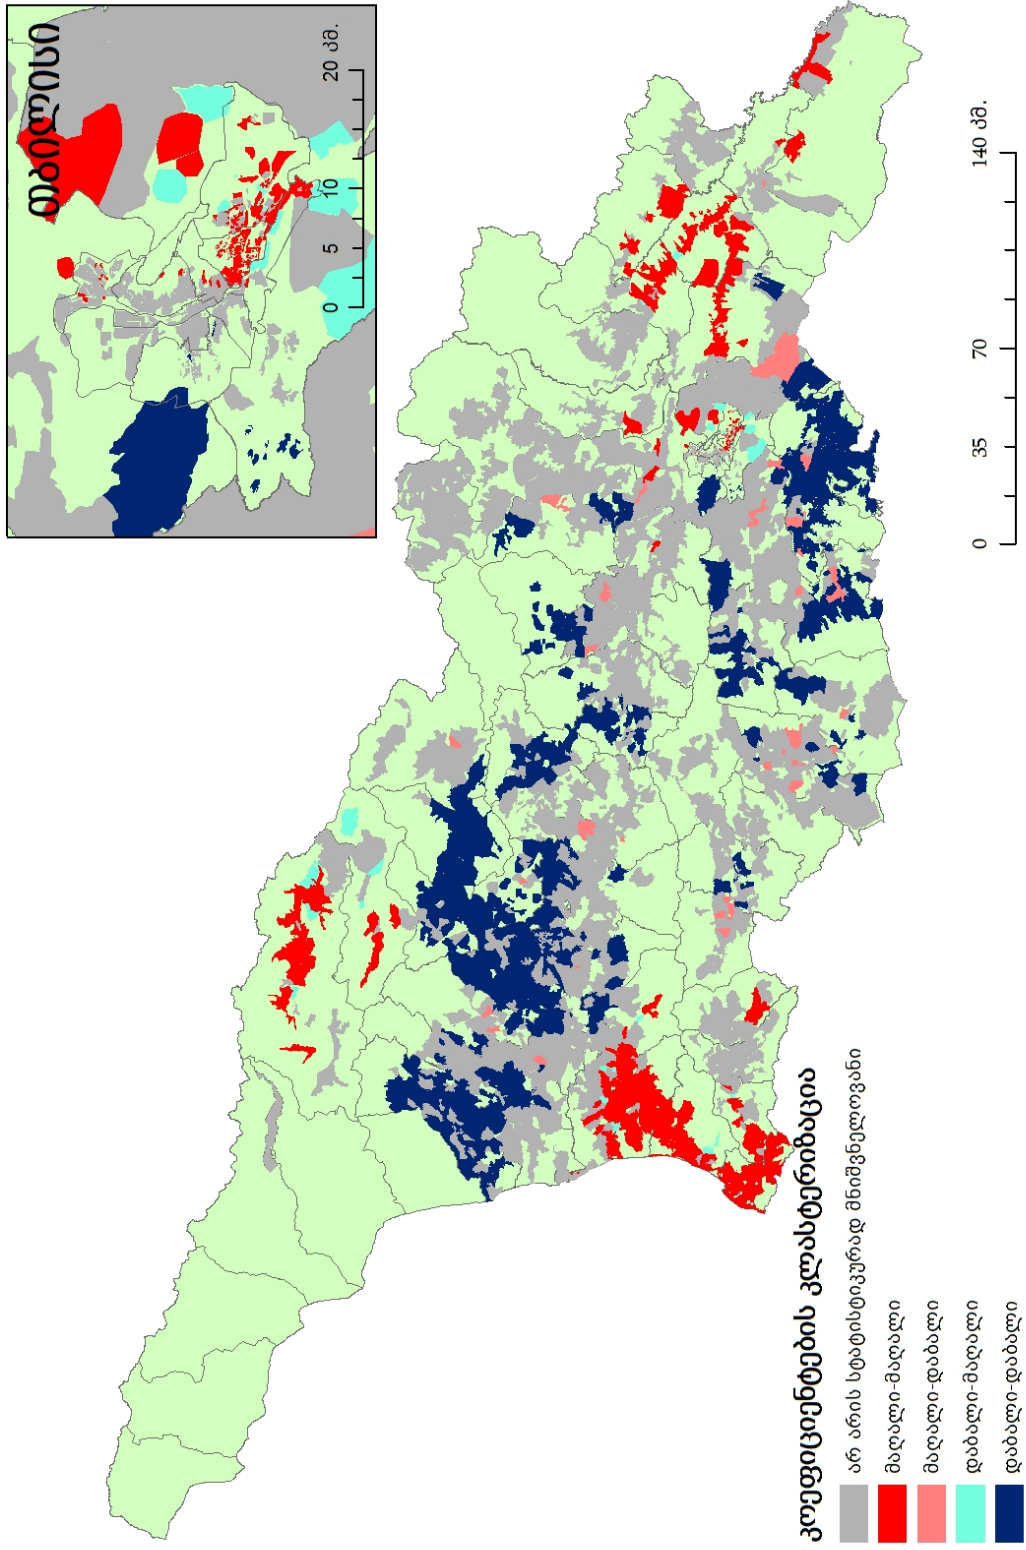 თბილისი
0 5 10 20 კმ.
კოეფიციენტების კლასტერიზაცია
არ არის სტატისტიკურად მნიშვნელოვანი
მაღალი-მაღალი
მაღალი-დაბალი
დაბალი-მაღალი
დაბალი-დაბალი
0 35 70 140 კმ.